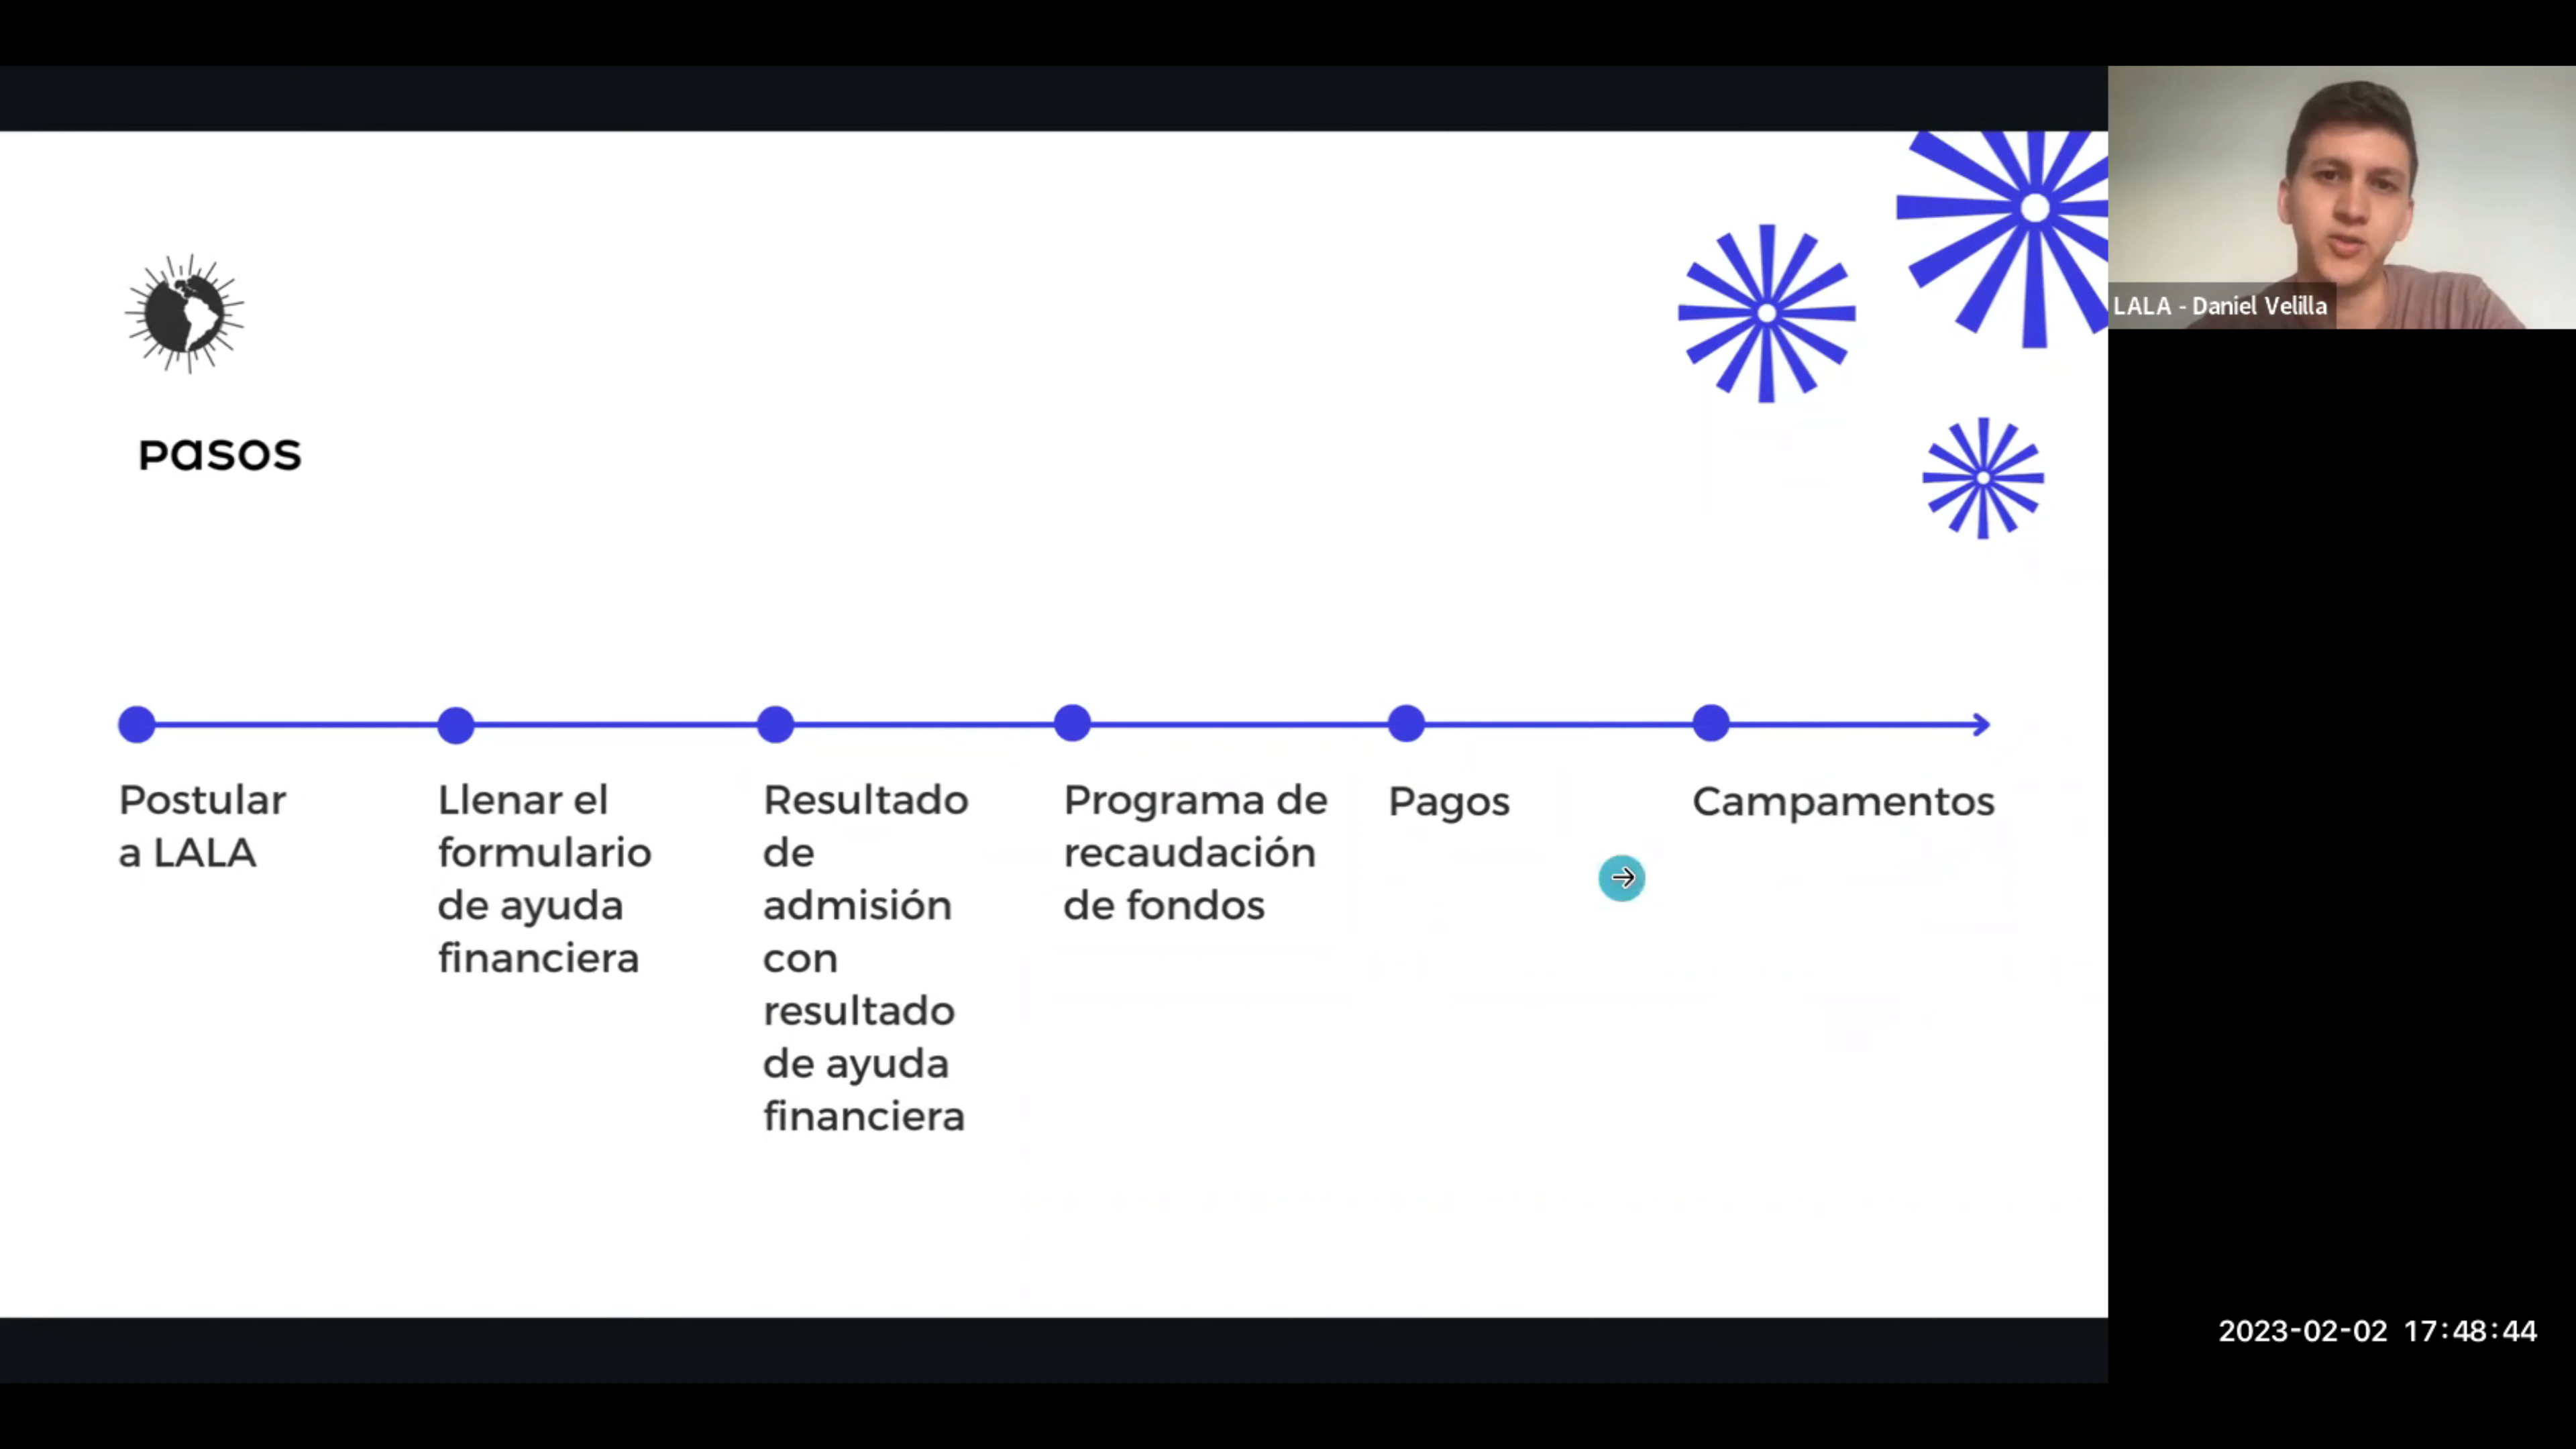 Pasos
Postular
a LALA
Llenar el
formulario
de ayuda
financiera
Resultado
de
admisión
con
resultado
de ayuda
financiera
Programa de
recaudación
de fondos
Pagos
Campamentos
LALA - Daniel Velilla
2023-02-02 17:48:44